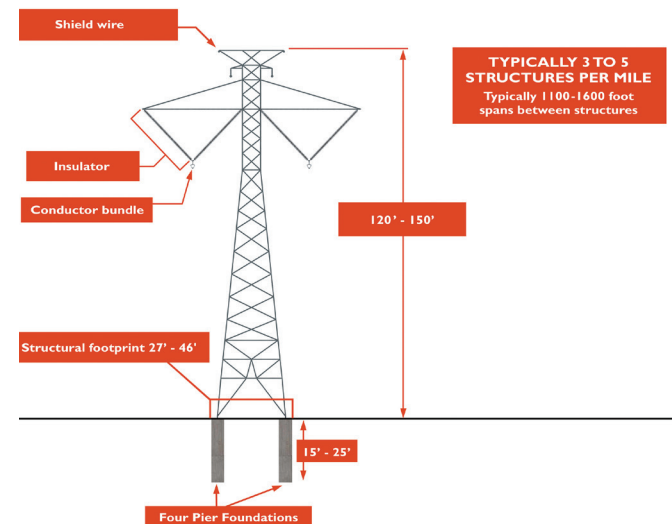 Shield wire
TYPICALLY 3 TO 5
STRUCTURES PER MILE
Typically 1100-1600 foot
spans between structures
Insulator
Conductor bundle
120' - 150'
Structural footprint 27' - 46'
15' - 25'
Four Pier Foundations